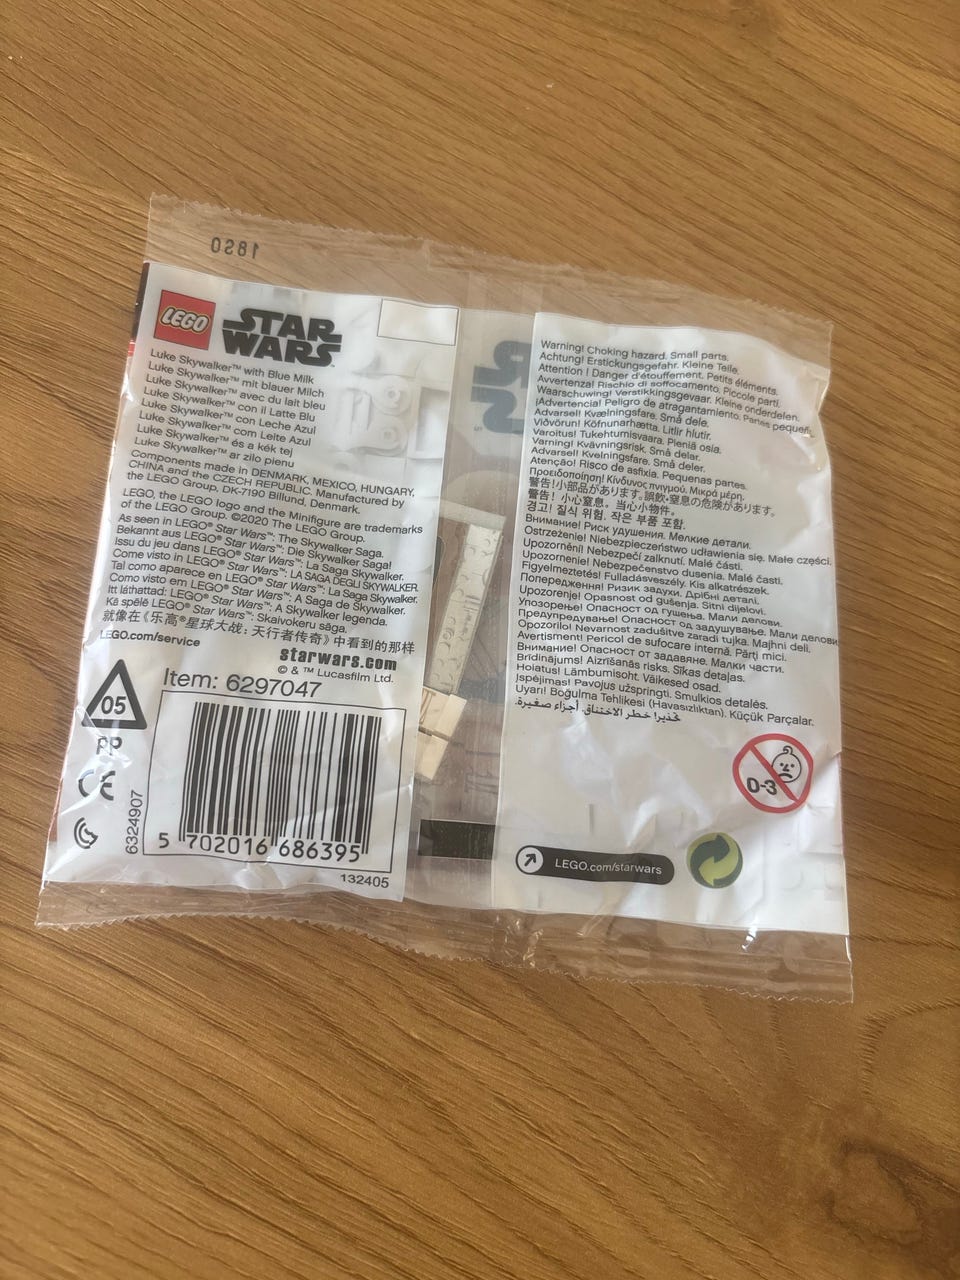 18S0
LEGO
STAR
WARS™
Luke Skywalker™ with Blue Milk
Luke Skywalker™ mit blauer Milch
Luke Skywalker™ avec du lait bleu
Luke Skywalker™ con il Latte Blu
Luke Skywalker™ con Leche Azul
Luke Skywalker™ com Leite Azul
Luke Skywalker™ és a kék tej
Luke Skywalker™ ar zilo pienu
Components made in DENMARK, MEXICO, HUNGARY,
CHINA and the CZECH REPUBLIC. Manufactured by
the LEGO Group, DK-7190 Billund, Denmark.
LEGO, the LEGO logo and the Minifigure are trademarks
of the LEGO Group. ©2020 The LEGO Group.
As seen in LEGO® Star Wars™: The Skywalker Saga.
Bekannt aus LEGO® Star Wars™: Die Skywalker Saga!
Issu du jeu dans LEGO® Star Wars™: La Saga Skywalker.
Come visto in LEGO® Star Wars™: LA SAGA DEGLI SKYWALKER.
Tal como aparece en LEGO® Star Wars™: La Saga Skywalker.
Como visto em LEGO® Star Wars™: A Saga de Skywalker.
Itt láthattad: LEGO® Star Wars™: A Skywalker legenda.
Kā spēlē LEGO® Star Wars™: Skaivokeru sāga.
就像在《乐高®星球大战:天行者传奇》中看到的那样
LEGO.com/service
starwars.com
© & ™ Lucasfilm Ltd.
Item: 6297047
05
PP
CE
6324907
5 702016 686395
132405
Warning! Choking hazard. Small parts.
Achtung! Erstickungsgefahr. Kleine Teile.
Attention ! Danger d'étouffement. Petits éléments.
Avvertenza! Rischio di soffocamento. Piccole parti.
Waarschuwing! Verstikkingsgevaar. Kleine onderdelen.
¡Advertencia! Peligro de atragantamiento. Partes pequeñ
Advarsel! Kvælningsfare. Små dele.
Viðvörun! Köfnunarhætta. Litlir hlutir.
Varoitus! Tukehtumisvaara. Pieniä osia.
Varning! Kvävningsrisk. Små delar.
Advarsel! Kvelningsfare. Små deler.
Atenção! Risco de asfixia. Pequenas partes.
Προειδοποίηση! Κίνδυνος πνιγμού. Μικρά μέρη.
警告!小部品があります。誤飲・窒息の危険があります。
警告! 小心窒息。当心小物件。
경고! 질식 위험. 작은 부품 포함.
Внимание! Риск удушения. Мелкие детали.
Ostrzeżenie! Niebezpieczeństwo udławienia się. Małe części.
Upozornění! Nebezpečí zalknutí. Malé části.
Upozornenie! Nebezpečenstvo dusenia. Malé časti.
Figyelmeztetés! Fulladásveszély. Kis alkatrészek.
Попередження! Ризик задухи. Дрібні деталі.
Upozorenje! Opasnost od gušenja. Sitni dijelovi.
Упозорење! Опасност од гушења. Мали делови.
Предупредување! Опасност од задушување. Мали делови
Opozorilo! Nevarnost zadušitve zaradi tujka. Majhni deli.
Avertisment! Pericol de sufocare internă. Părţi mici.
Внимание! Опасност от задавяне. Малки части.
Brīdinājums! Aizrīšanās risks. Sīkas detaļas.
Hoiatus! Lämbumisoht. Väikesed osad.
Įspėjimas! Pavojus užspringti. Smulkios detalės.
Uyarı! Boğulma Tehlikesi (Havasızlıktan). Küçük Parçalar.
تحذير! خطر الاختناق. أجزاء صغيرة.
0-3
LEGO.com/starwars